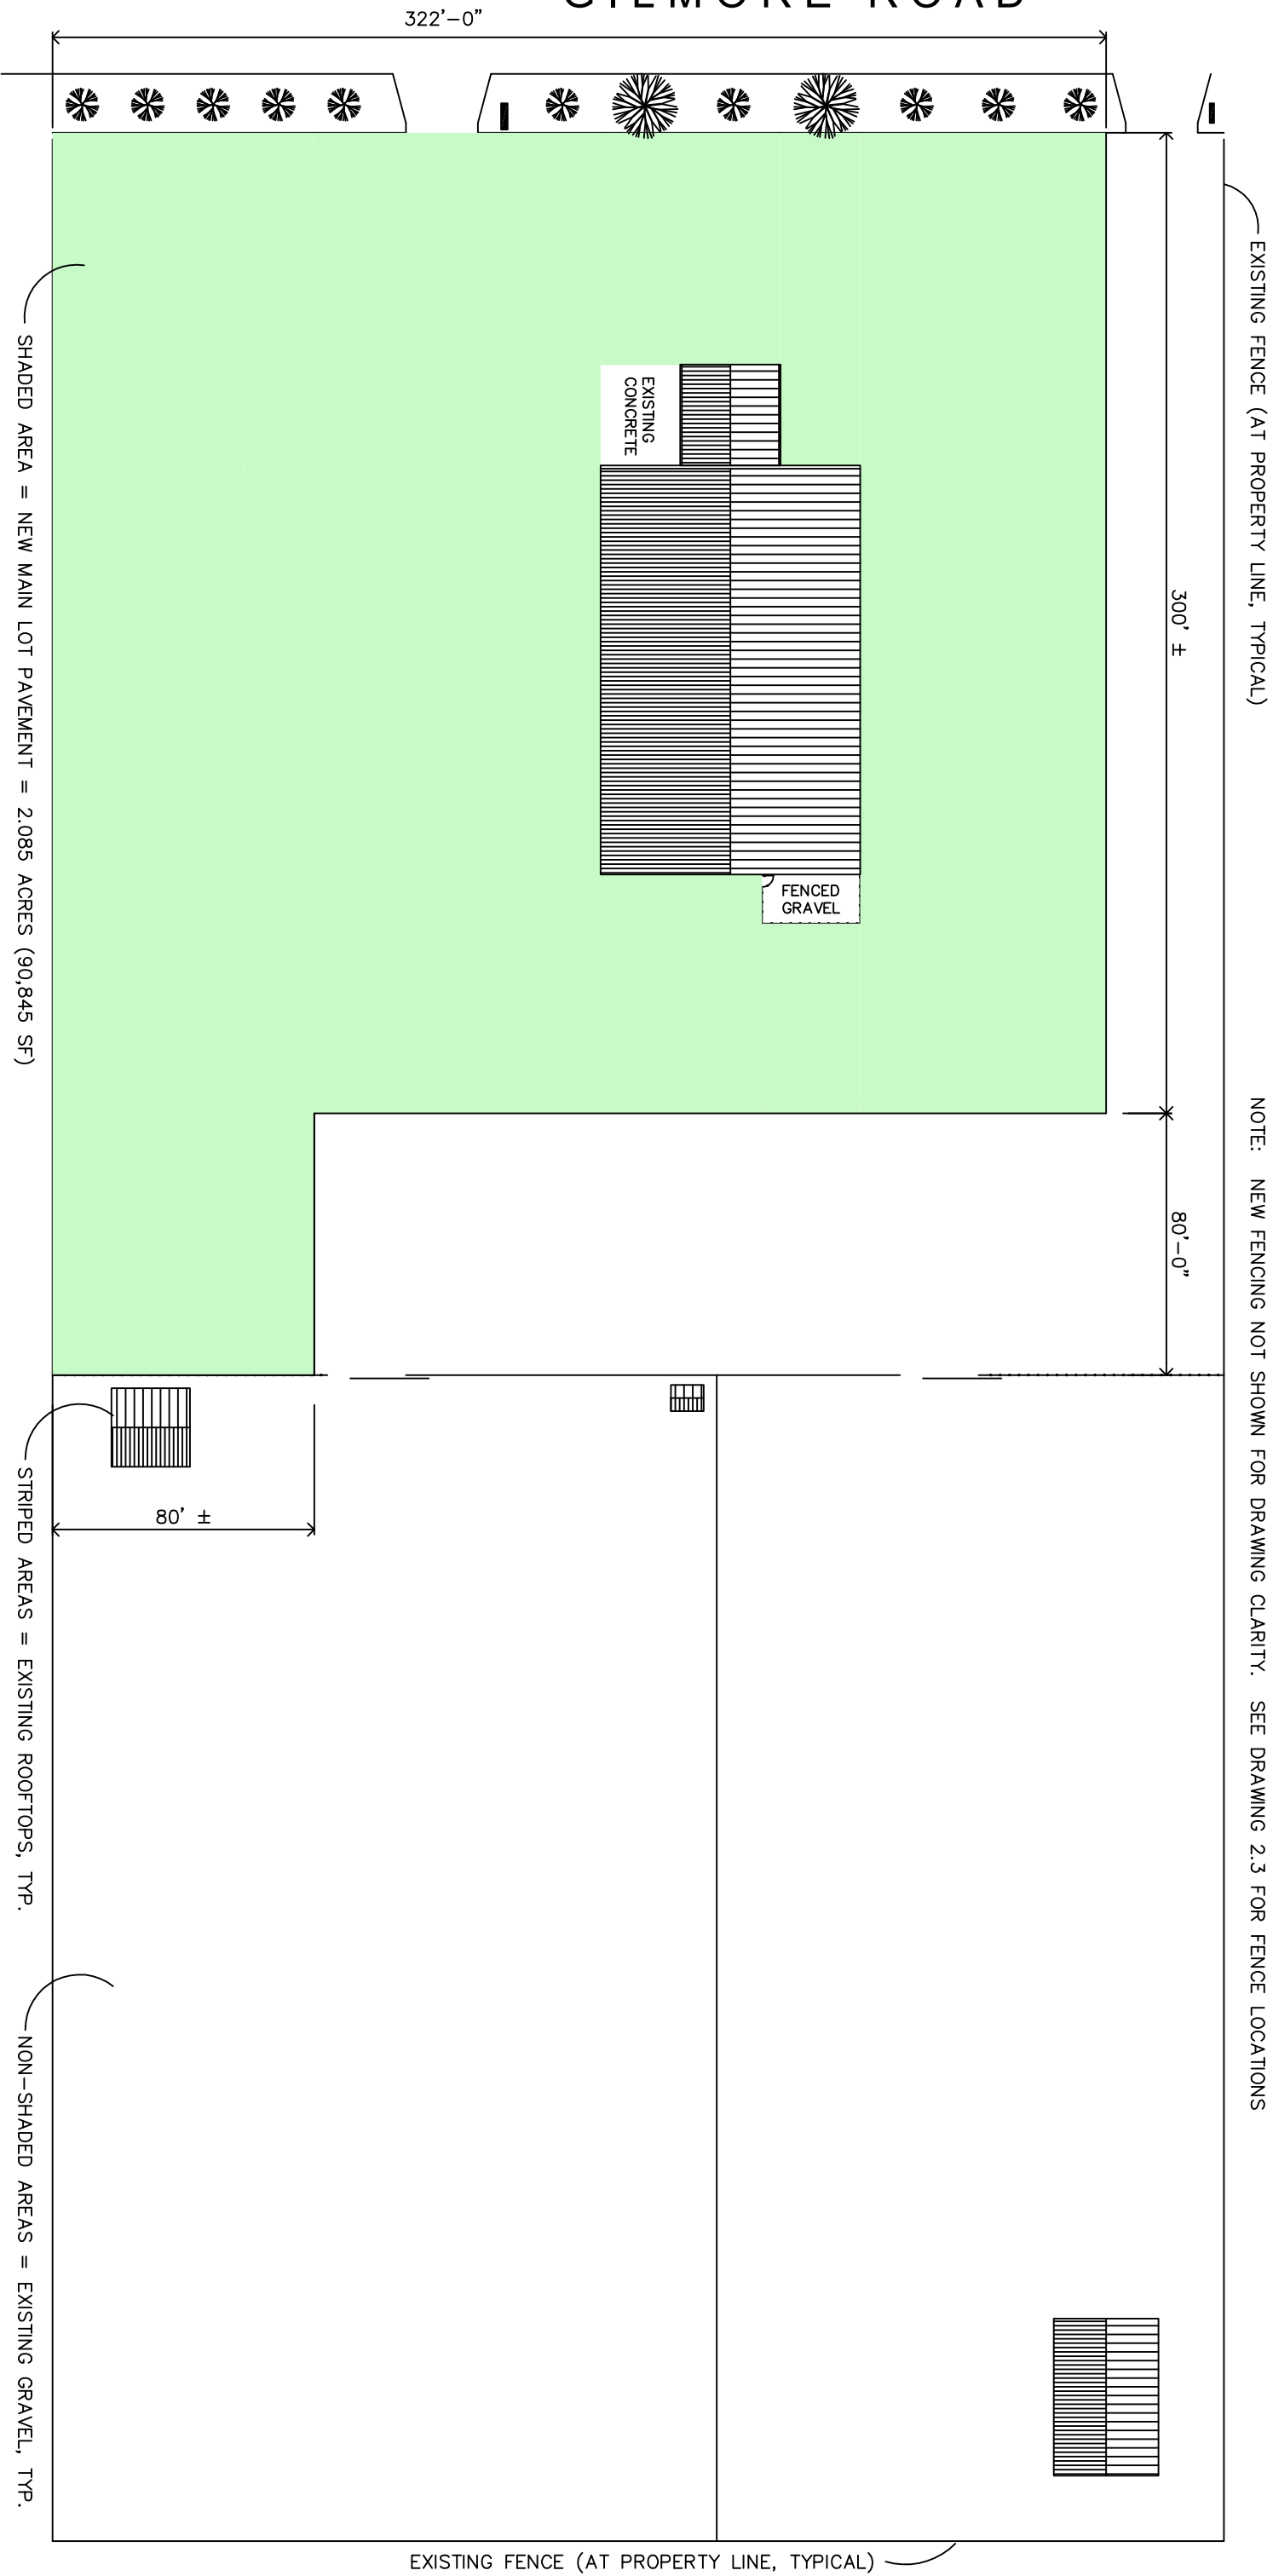 GILMORE ROAD
322'-0"
EXISTING FENCE (AT PROPERTY LINE, TYPICAL)
SHADED AREA = NEW MAIN LOT PAVEMENT = 2.085 ACRES (90,845 SF)
EXISTING
CONCRETE
300' ±
FENCED
GRAVEL
NOTE: NEW FENCING NOT SHOWN FOR DRAWING CLARITY. SEE DRAWING 2.3 FOR FENCE LOCATIONS
80'-0"
STRIPED AREAS = EXISTING ROOFTOPS, TYP.
80' ±
NON-SHADED AREAS = EXISTING GRAVEL, TYP.
EXISTING FENCE (AT PROPERTY LINE, TYPICAL)